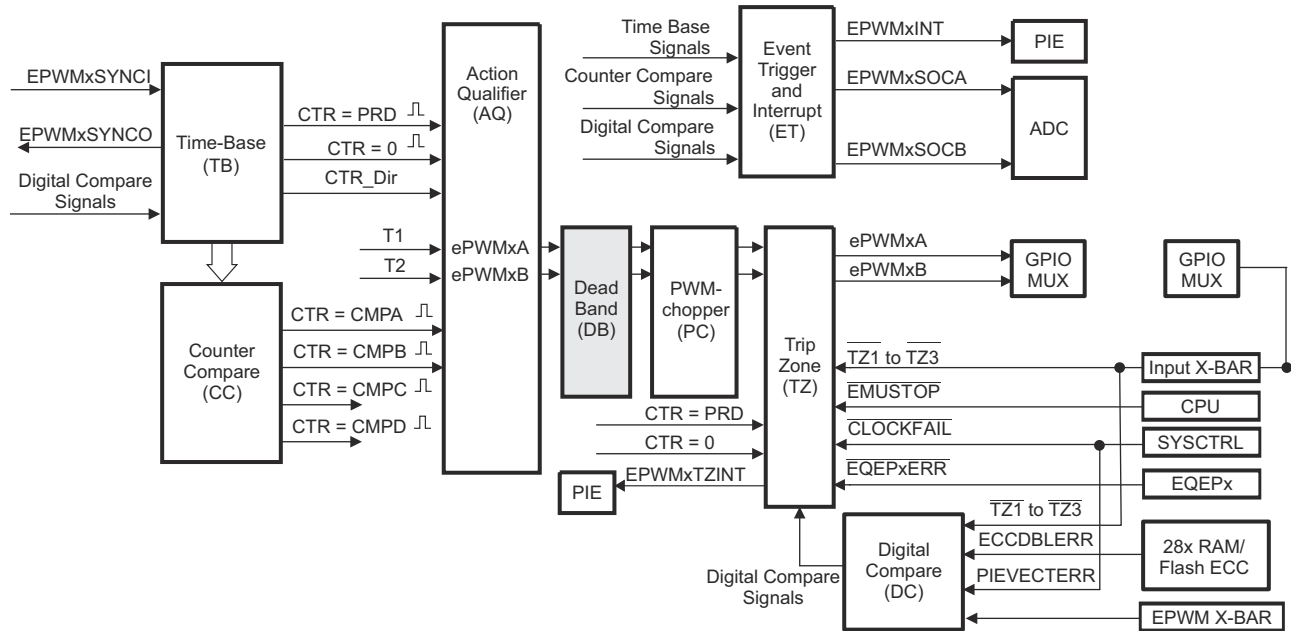 EPWMxSYNCI
EPWMxSYNCO
Digital Compare
Signals
Time-Base
(TB)
CTR = PRD
CTR = 0
CTR_Dir
T1
T2
Counter
Compare
(CC)
CTR = CMPA
CTR = CMPB
CTR = CMPC
CTR = CMPD
Action
Qualifier
(AQ)
ePWMxA
ePWMxB
Time Base
Signals
Counter Compare
Signals
Digital Compare
Signals
Event
Trigger
and
Interrupt
(ET)
EPWMxINT
EPWMxSOCA
EPWMxSOCB
PIE
ADC
Dead
Band
(DB)
PWM-
chopper
(PC)
Trip
Zone
(TZ)
ePWMxA
ePWMxB
GPIO
MUX
GPIO
MUX
TZ1 to TZ3
Input X-BAR
EMUSTOP
CPU
CLOCKFAIL
SYSCTRL
EQEPxERR
EQEPx
CTR = PRD
CTR = 0
EPWMxTZINT
PIE
Digital Compare
Signals
Digital
Compare
(DC)
TZ1 to TZ3
ECCDBLERR
PIEVECTERR
28x RAM/
Flash ECC
EPWM X-BAR